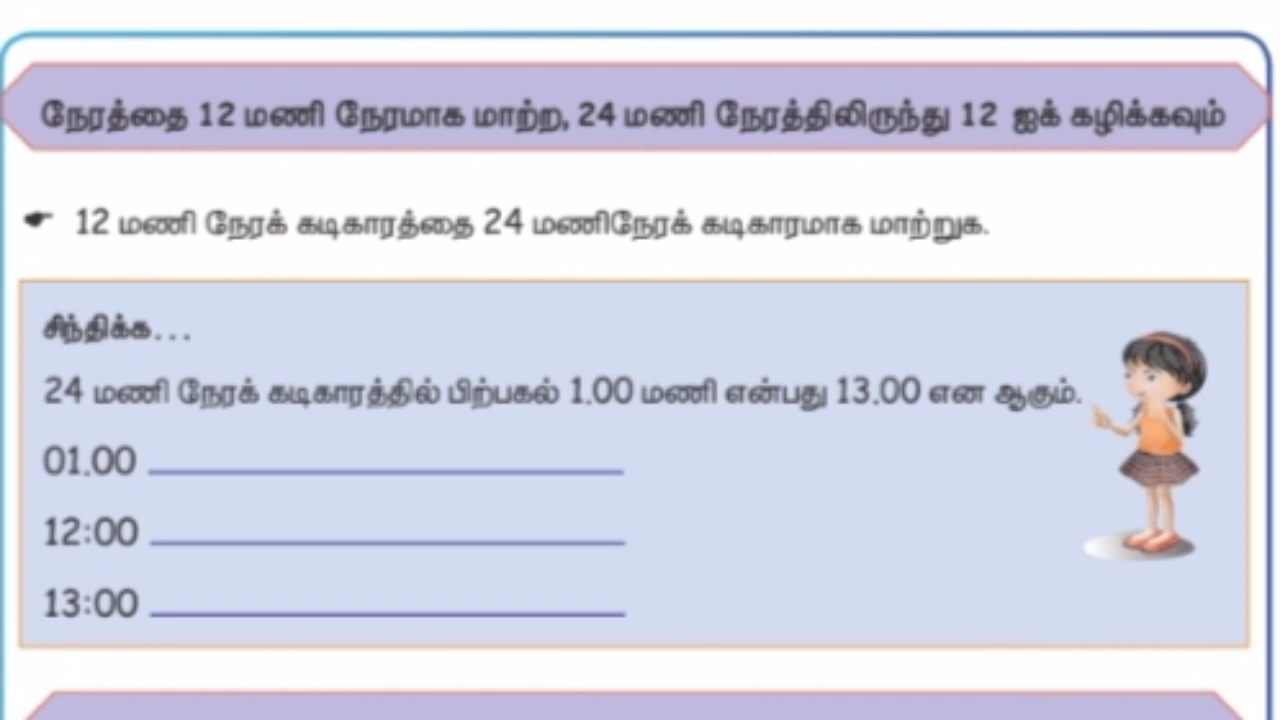 நேரத்தை 12 மணி நேரமாக மாற்ற, 24 மணி நேரத்திலிருந்து 12 ஐக் கழிக்கவும்
12 மணி நேரக் கடிகாரத்தை 24 மணிநேரக் கடிகாரமாக மாற்றுக.
சிந்திக்க...
24 மணி நேரக் கடிகாரத்தில் பிற்பகல் 1.00 மணி என்பது 13.00 என ஆகும்.
01.00
12:00
13:00